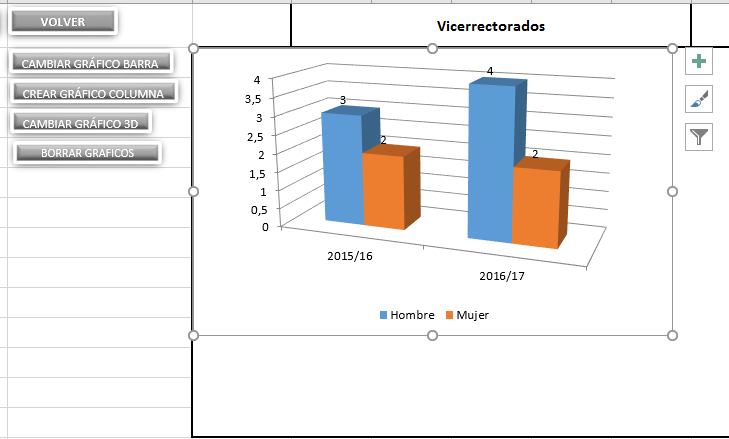 VOLVER
Vicerrectorados
CAMBIAR GRÁFICO BARRA
CREAR GRÁFICO COLUMNA
CAMBIAR GRÁFICO 3D
BORRAR GRAFICOS
4
3,5
3
2,5
2
1,5
1
0,5
0
3
2
4
2
2015/16
2016/17
Hombre
Mujer